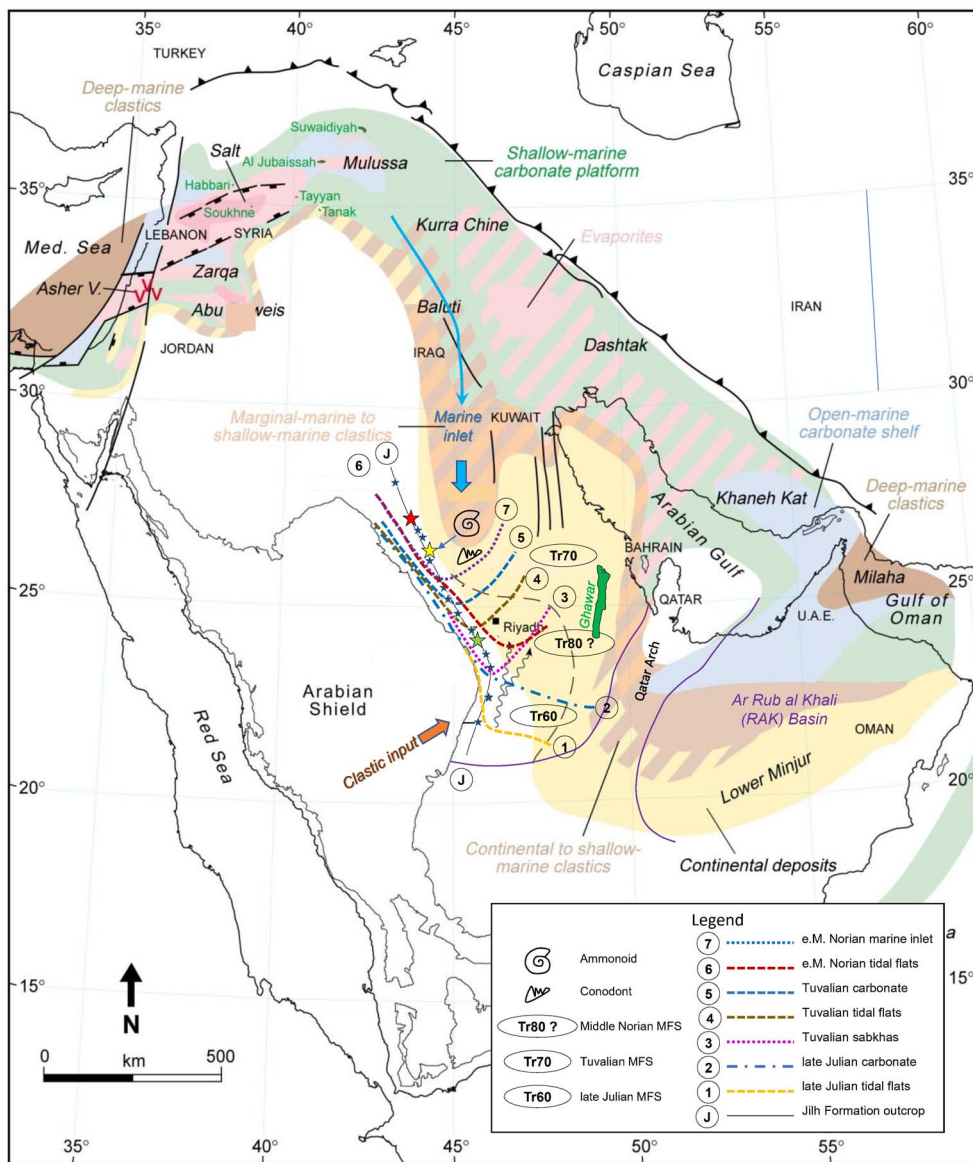 35°
40°
45°
50°
55°
TURKEY
Caspian Sea
Deep-marine
clastics
Suwaidiyah
Salt
Al Jubaissah
Mulussa
Shallow-marine
carbonate platform
35°
35°
Habbari
Tayyan
Soukhne
Tanak
Med. Sea
LEBANON
SYRIA
Kurra Chine
Evaporites
Zarqa
Asher V.
V
V
V
Abu
weis
Baluti
IRAN
JORDAN
IRAQ
Dashtak
30°
30°
Marginal-marine to
shallow-marine clastics
Marine
inlet
KUWAIT
Open-marine
carbonate shelf
6
J
Khaneh Kat
Deep-marine
clastics
7
5
Arabian Gulf
BAHRAIN
Tr70
4
25°
25°
Milaha
3
Ghawar
QATAR
Gulf of
Oman
U.A.E.
Riyad
Tr80 ?
Qatar Arch
Arabian
Shield
Ar Rub al Khali
(RAK) Basin
2
Tr60
OMAN
Red Sea
Clastic input
1
J
20°
20°
Lower Minjur
Continental to shallow-
marine clastics
Continental deposits
15°
15°
a
N
0
km
500
Legend
Ammonoid
Conodont
Tr80 ?
Middle Norian MFS
Tr70
Tuvalian MFS
Tr60
late Julian MFS
7
e.M. Norian marine inlet
6
e.M. Norian tidal flats
5
Tuvalian carbonate
4
Tuvalian tidal flats
3
Tuvalian sabkhas
2
late Julian carbonate
1
late Julian tidal flats
J
Jilh Formation outcrop
35°
40°
45°
50°
55°